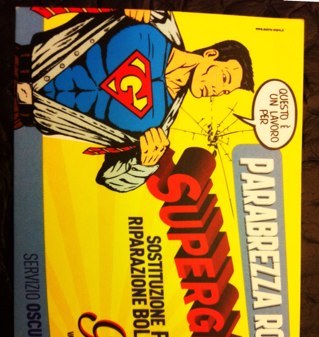 QUESTO È
UN LAVORO
PER
PARABREZZA RO
SUPERG
SOSTITUZIONE P
RIPARAZIONE BOL
SERVIZIO OSCU